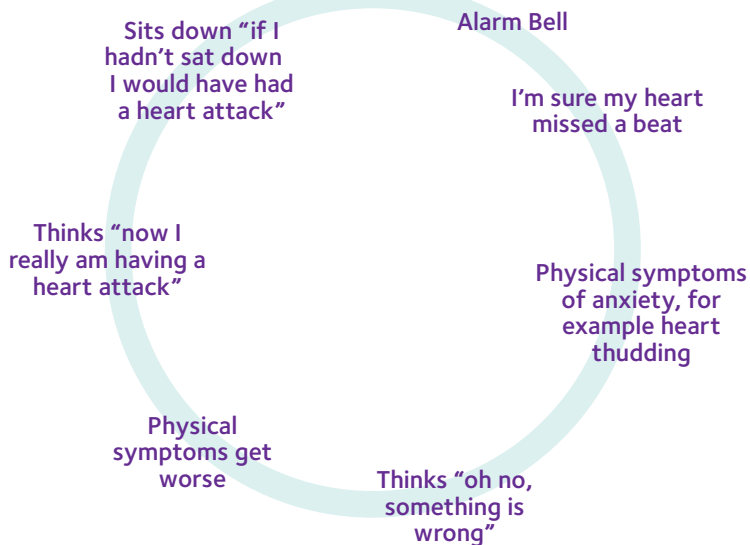 Alarm Bell
I’m sure my heart
missed a beat
Physical symptoms
of anxiety, for
example heart
thudding
Thinks “oh no,
something is
wrong”
Physical
symptoms get
worse
Thinks “now I
really am having a
heart attack”
Sits down “if I
hadn’t sat down
I would have had
a heart attack”